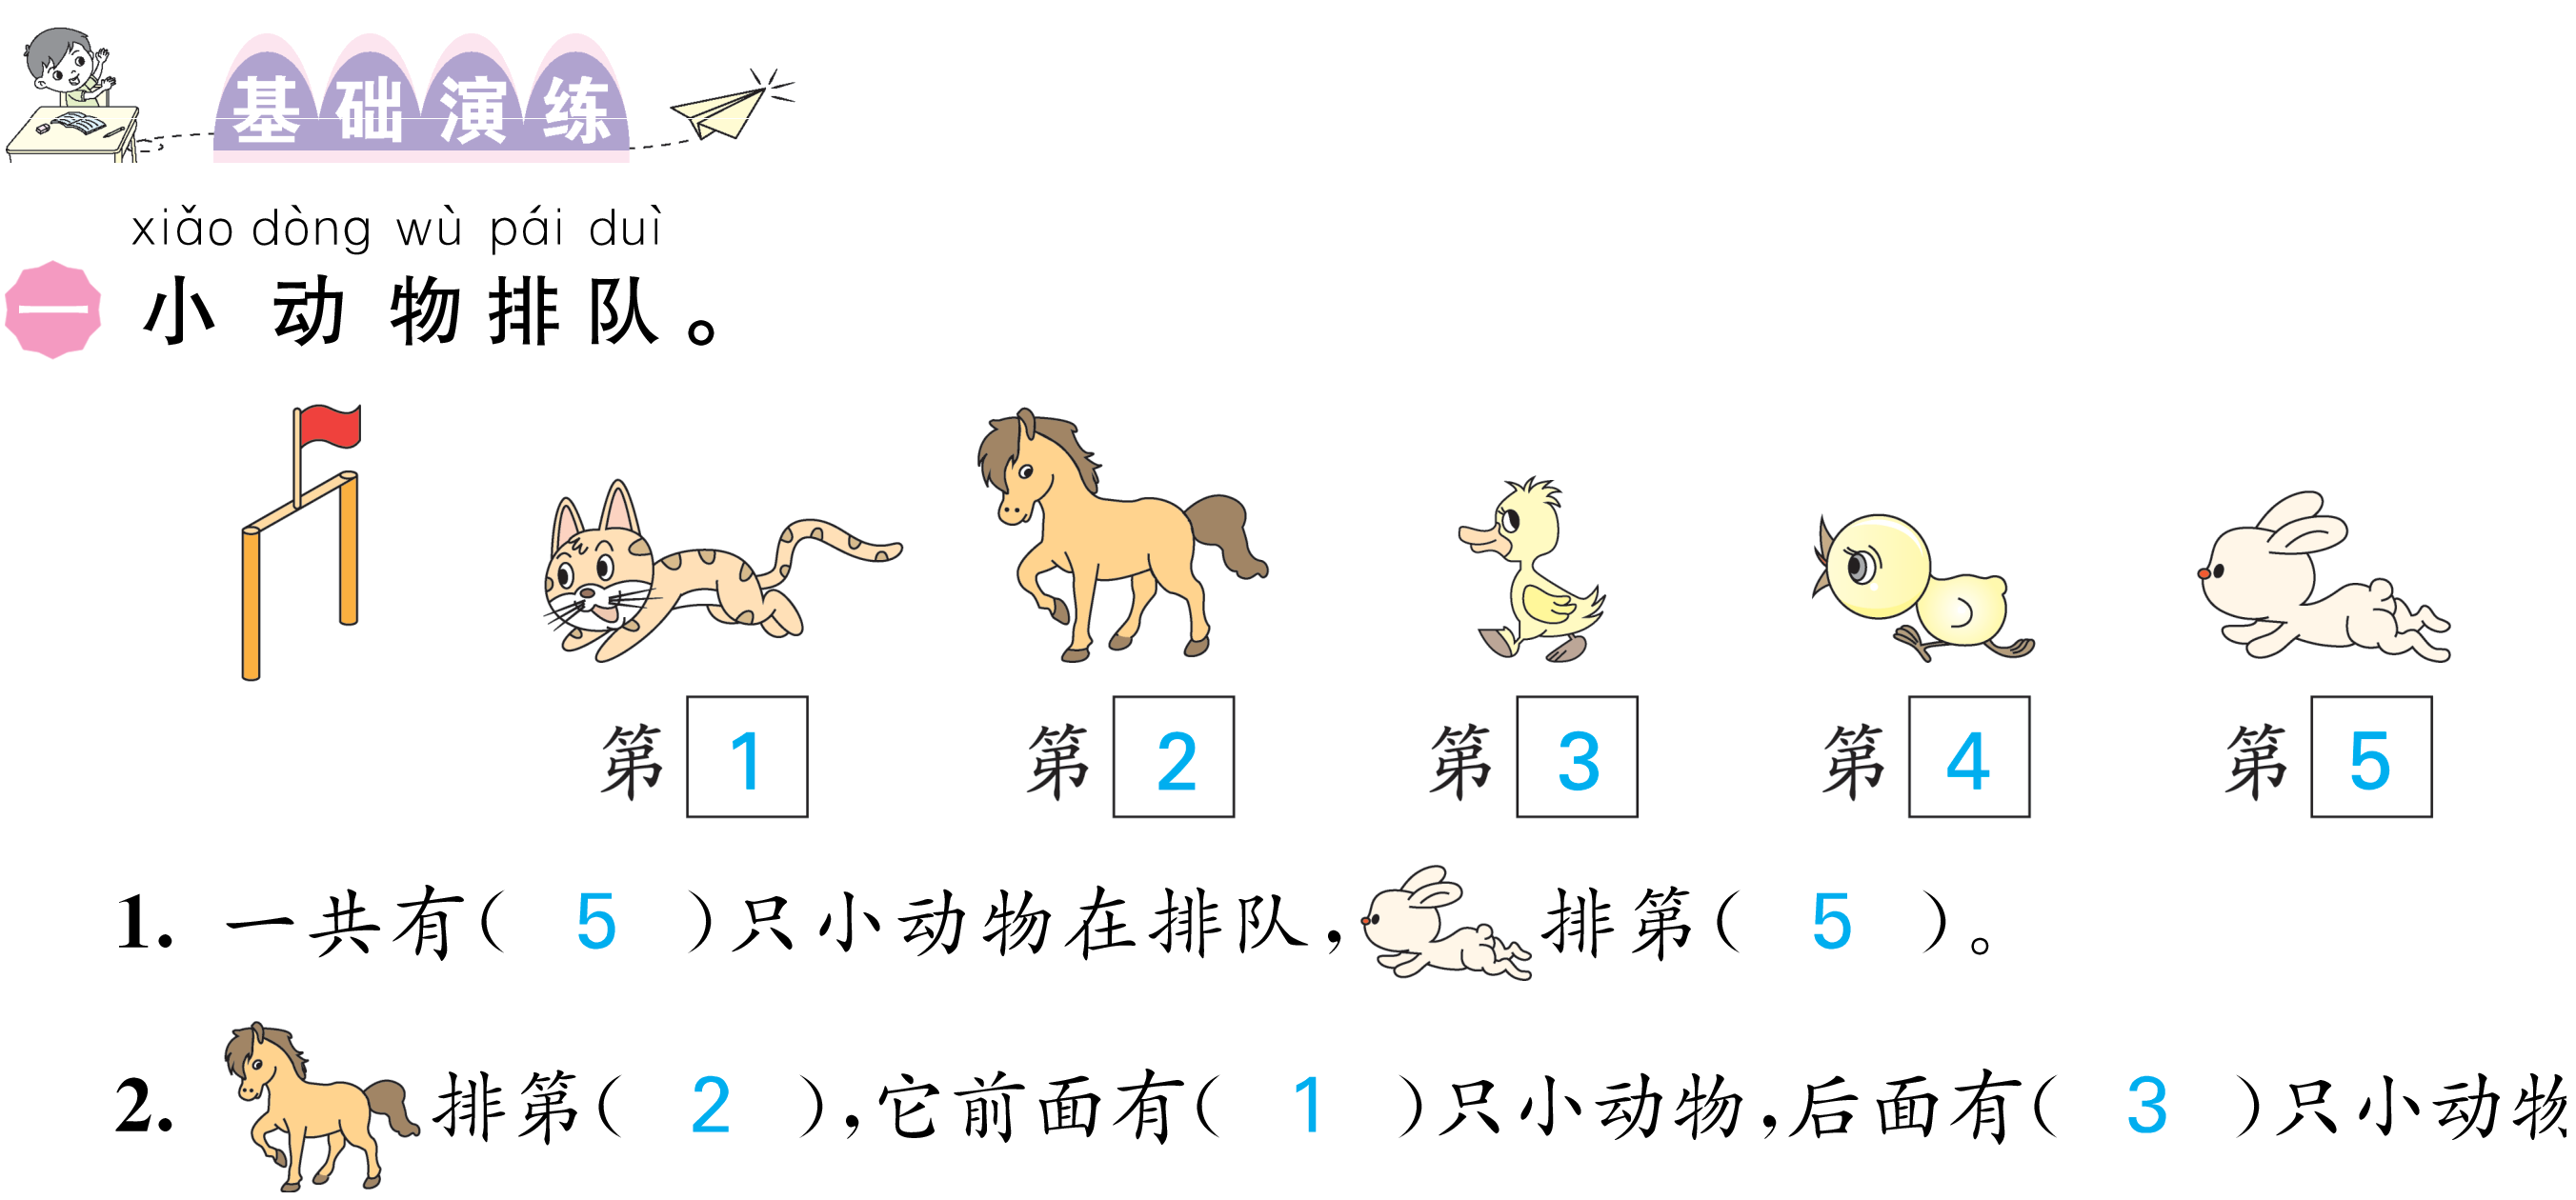 基础演练
xiǎo dòng wù pái duì
一 小动物排队。
第 1 第 2 第 3 第 4 第 5
1. 一共有( 5 )只小动物在排队, 排第( 5 )。
2. 排第( 2 ),它前面有( 1 )只小动物,后面有( 3 )只小动物